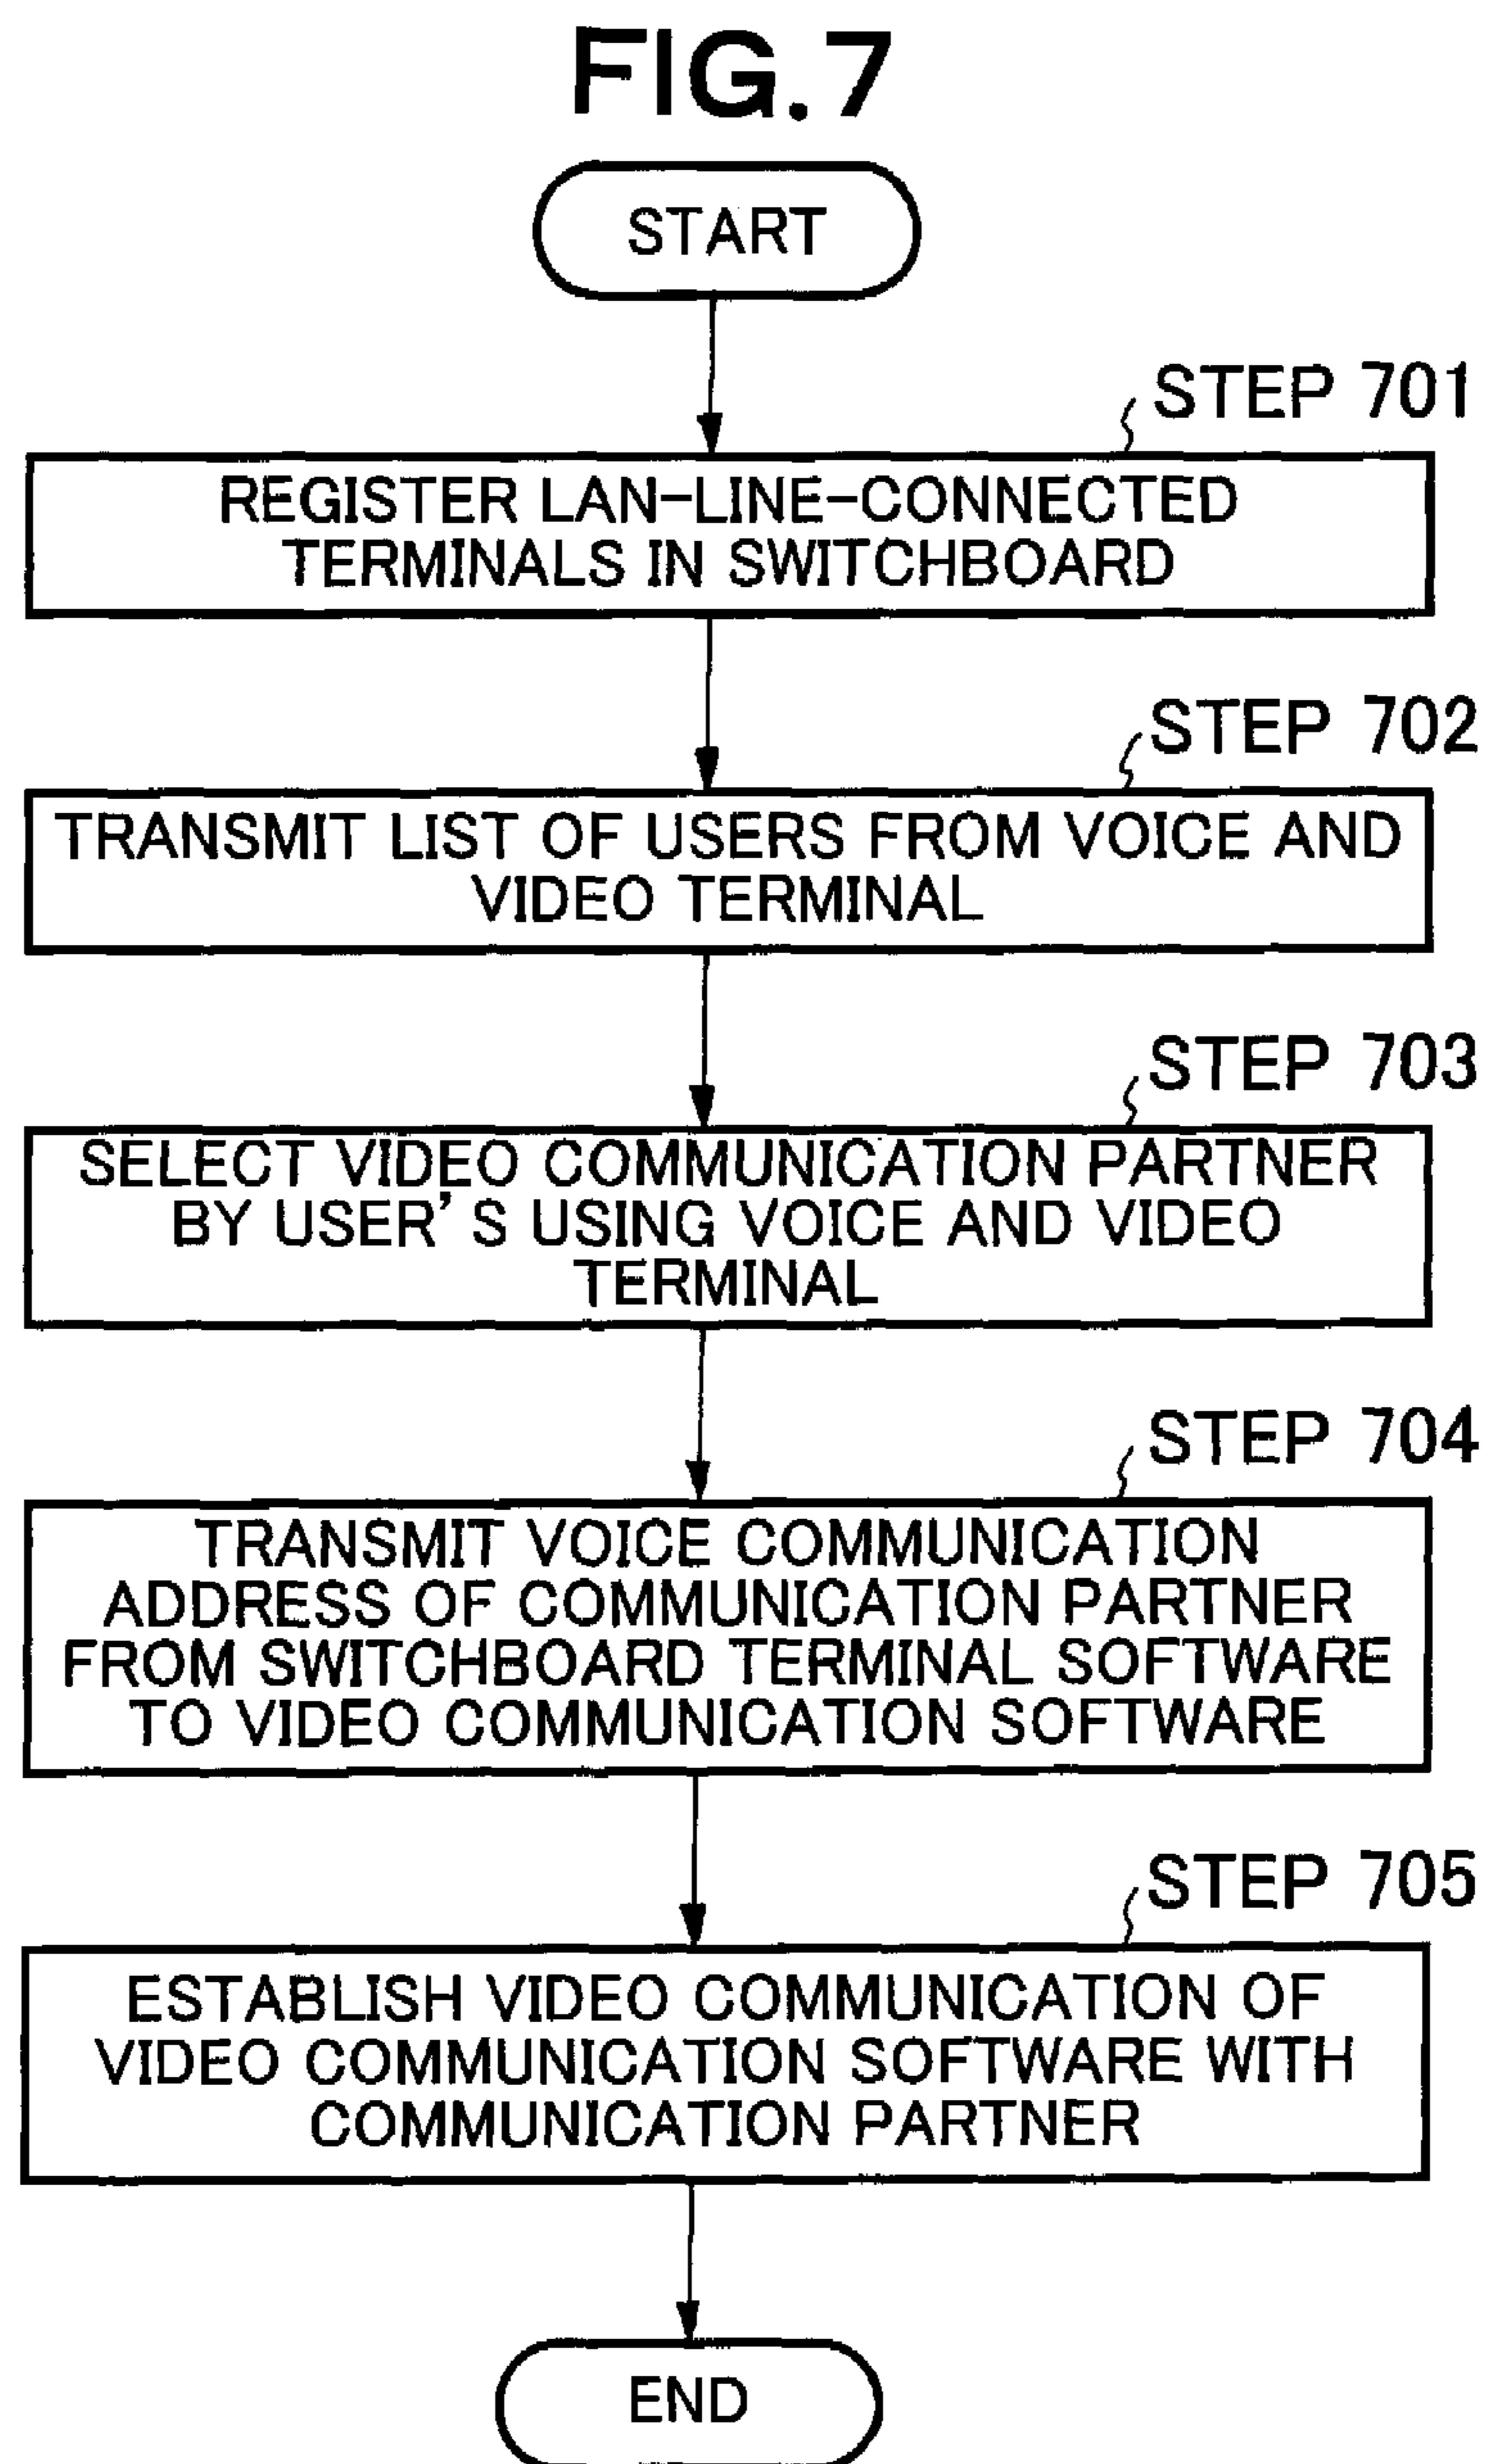 FIG.7
START
STEP 701
REGISTER LAN-LINE-CONNECTED
TERMINALS IN SWITCHBOARD
STEP 702
TRANSMIT LIST OF USERS FROM VOICE AND
VIDEO TERMINAL
STEP 703
SELECT VIDEO COMMUNICATION PARTNER
BY USER'S USING VOICE AND VIDEO
TERMINAL
STEP 704
TRANSMIT VOICE COMMUNICATION
ADDRESS OF COMMUNICATION PARTNER
FROM SWITCHBOARD TERMINAL SOFTWARE
TO VIDEO COMMUNICATION SOFTWARE
STEP 705
ESTABLISH VIDEO COMMUNICATION OF
VIDEO COMMUNICATION SOFTWARE WITH
COMMUNICATION PARTNER
END